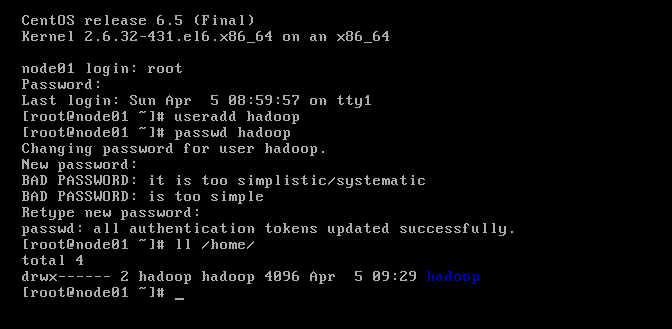 CentOS release 6.5 (Final)
Kernel 2.6.32-431.el6.x86_64 on an x86_64
node01 login: root
Password:
Last login: Sun Apr  5 08:59:57 on tty1
[root@node01 ~]# useradd hadoop
[root@node01 ~]# passwd hadoop
Changing password for user hadoop.
New password:
BAD PASSWORD: it is too simplistic/systematic
BAD PASSWORD: is too simple
Retype new password:
passwd: all authentication tokens updated successfully.
[root@node01 ~]# ll /home/
total 4
drwx------ 2 hadoop hadoop 4096 Apr  5 09:29 hadoop
[root@node01 ~]# _